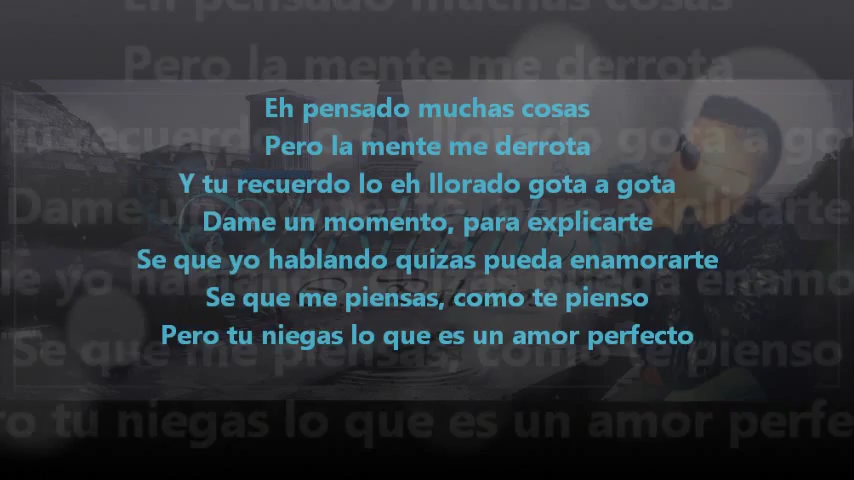 Eh pensado muchas cosas
Pero la mente me derrota
Y tu recuerdo lo eh llorado gota a gota
Dame un momento, para explicarte
Se que yo hablando quizas pueda enamorarte
Se que me piensas, como te pienso
Pero tu niegas lo que es un amor perfecto